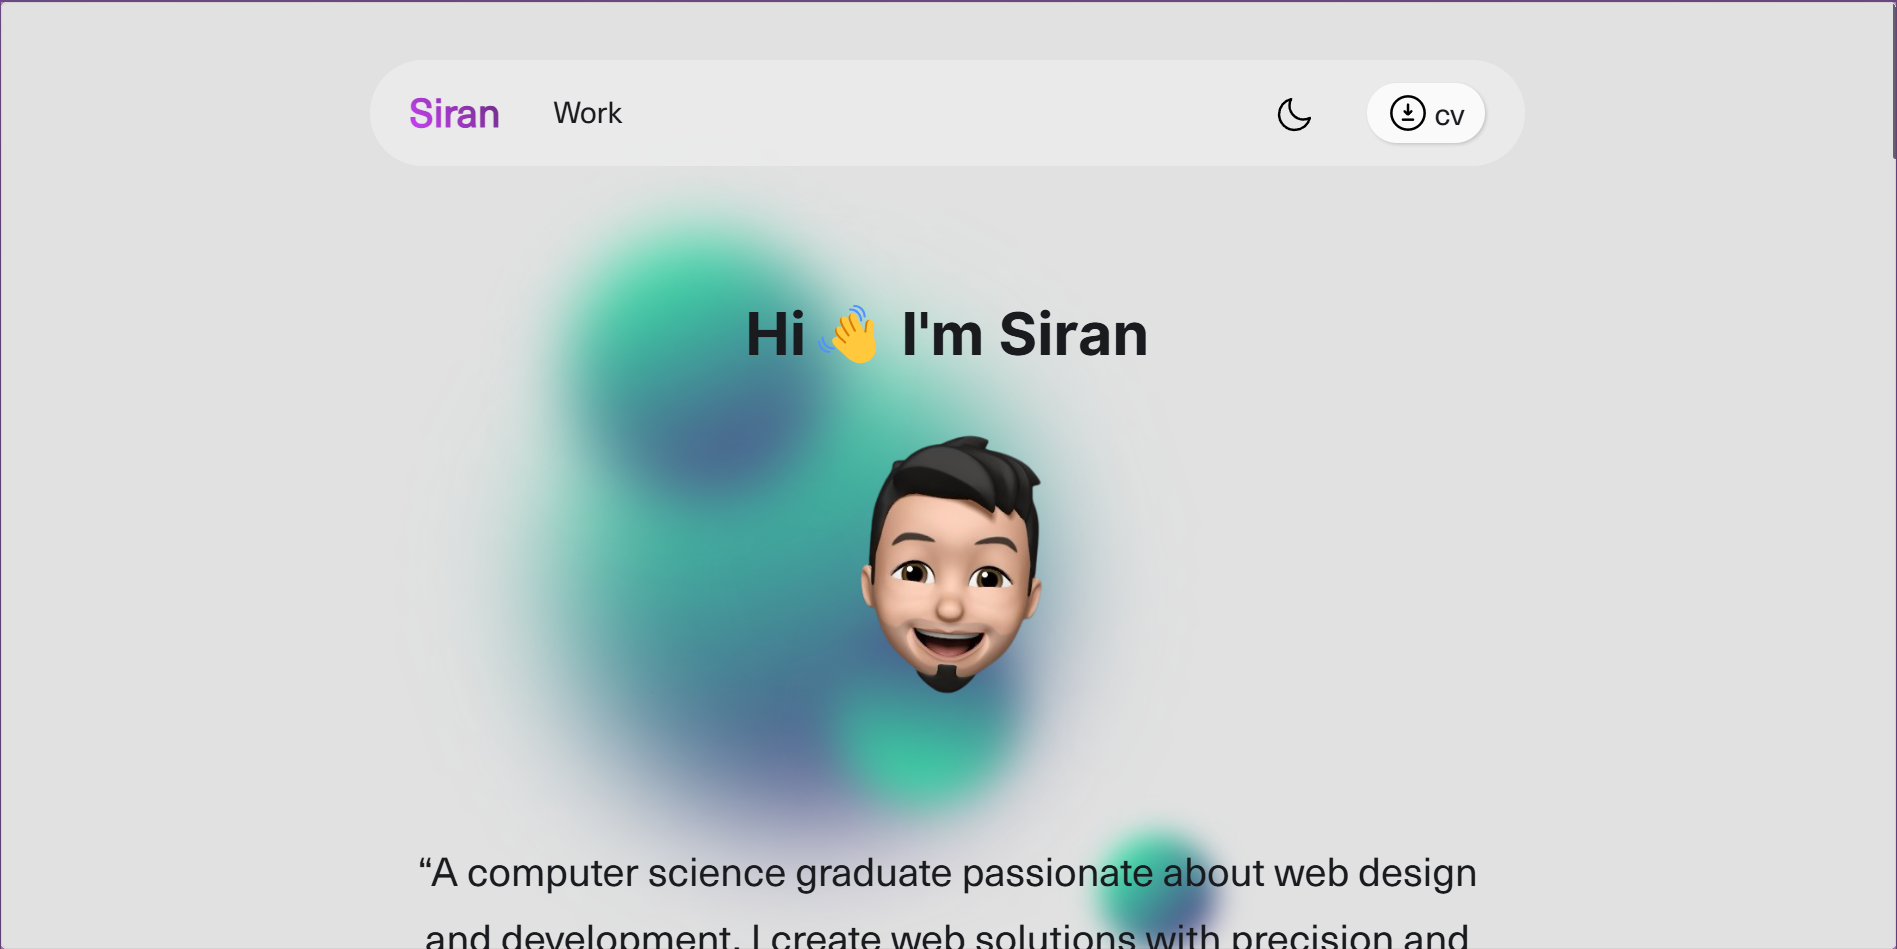 Siran
Work
cv
Hi 👋 I'm Siran
“A computer science graduate passionate about web design
and development, I create web solutions with precision and